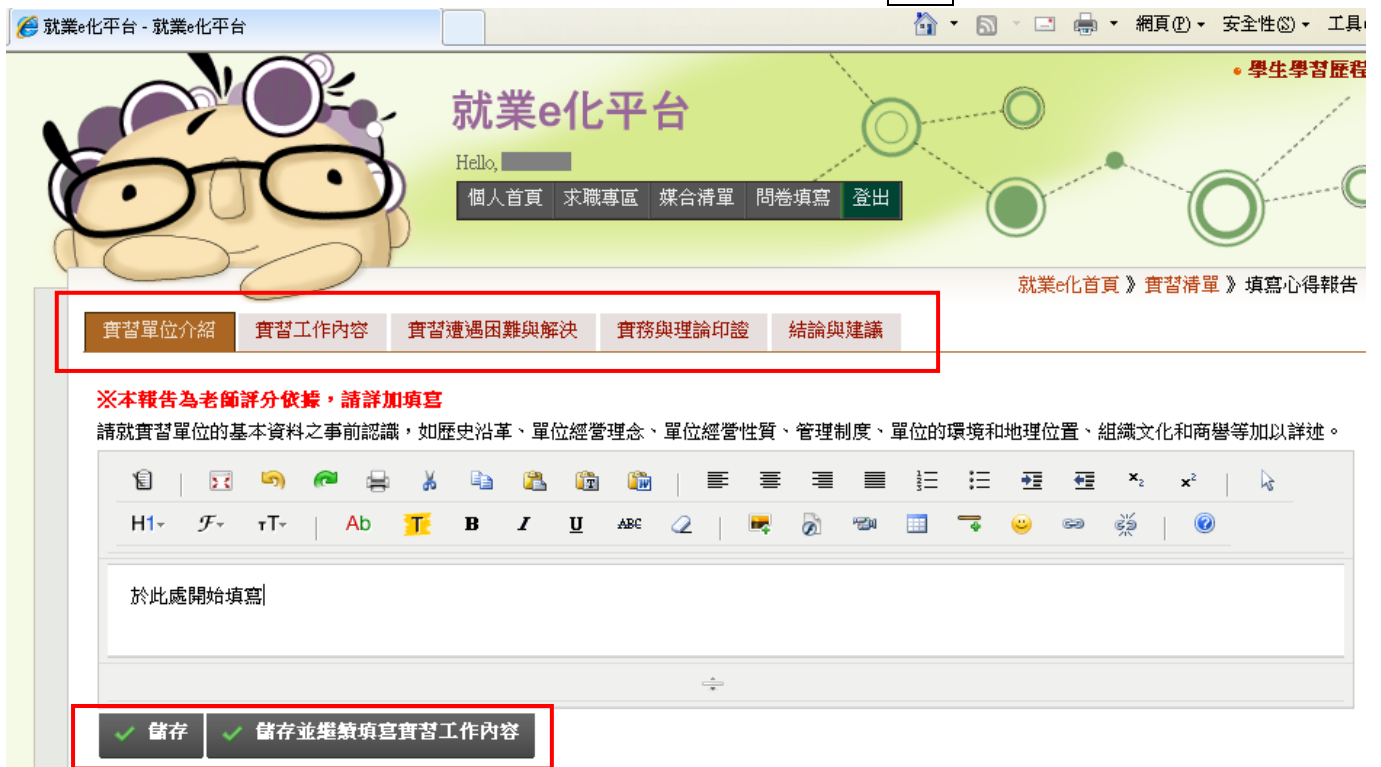 就業e化平台 - 就業e化平台
網頁(P) 安全性(S) 工具
學生學習歷程
就業e化平台
Hello,
個人首頁 求職專區 媒合清單 問卷填寫 登出
就業e化首頁 》 實習清單 》 填寫心得報告
實習單位介紹 實習工作內容 實習遭遇困難與解決 實務與理論印證 結論與建議
※本報告為老師評分依據，請詳加填寫
請就實習單位的基本資料之事前認識，如歷史沿革、單位經營理念、單位經營性質、管理制度、單位的環境和地理位置、組織文化和商譽等加以詳述。
H1 F TT Ab T B I U ABC
於此處開始填寫
儲存 儲存並繼續填寫實習工作內容